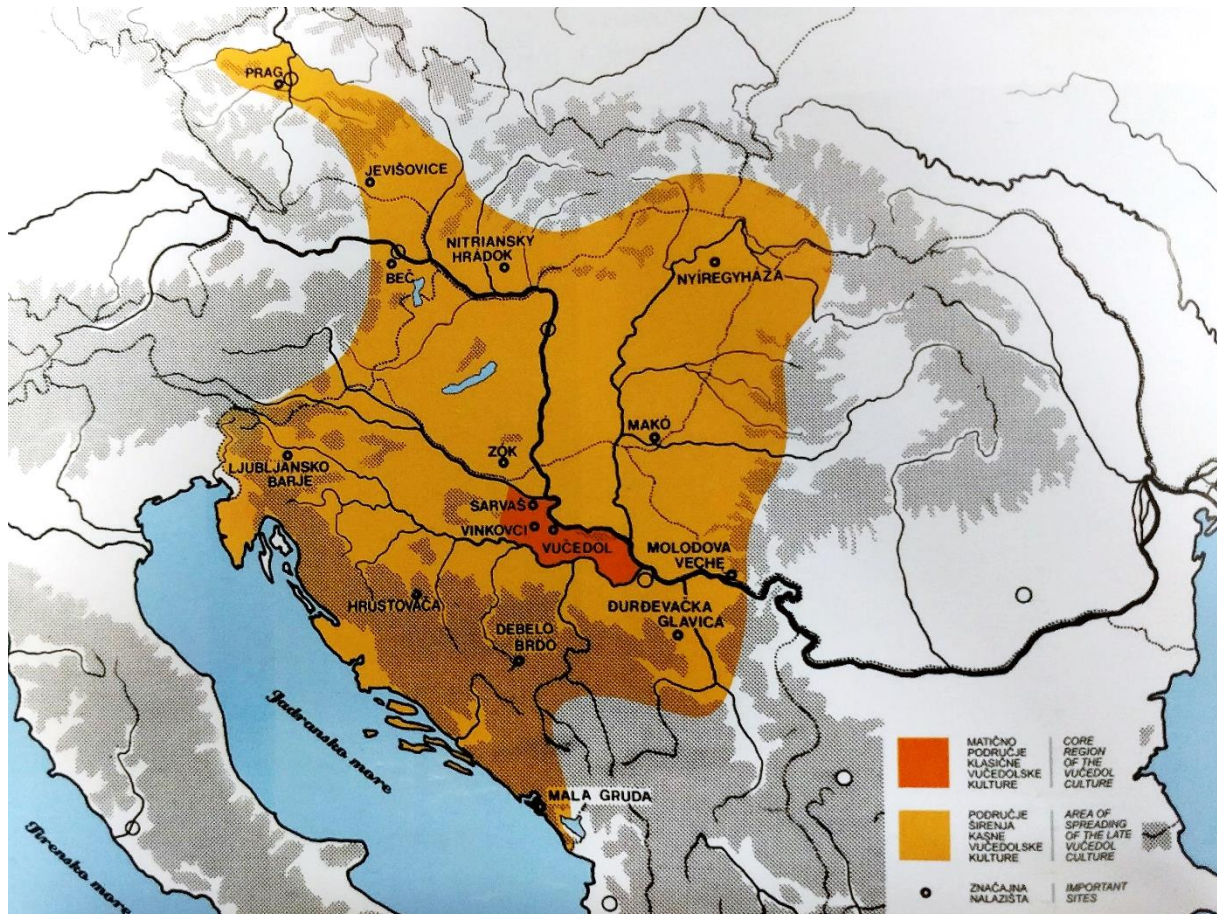 PRAG
JEVIŠOVICE
NITRIANSKY
HRÁDOK
BEČ
NYÍREGYHÁZA
MAKÓ
ZÓK
LJUBLJANSKO
BARJE
ŠARVAŠ
VINKOVCI
VUČEDOL
MOLODOVA
VECHE
HRUSTOVAČA
ĐURĐEVAČKA
GLAVICA
DEBELO
BRDO
Jadransko more
MALA GRUDA
Tirensko more
MATIČNO
PODRUČJE
KLASIČNE
VUČEDOLSKE
KULTURE
CORE
REGION
OF THE
VUČEDOL
CULTURE
PODRUČJE
ŠIRENJA
KASNE
VUČEDOLSKE
KULTURE
AREA OF
SPREADING
OF THE LATE
VUČEDOL
CULTURE
ZNAČAJNA
NALAZIŠTA
IMPORTANT
SITES